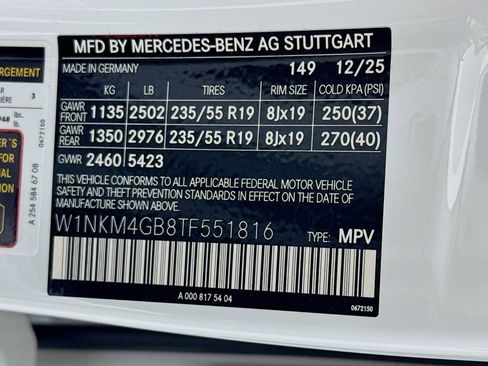 MFD BY MERCEDES-BENZ AG STUTTGART
MADE IN GERMANY 149 12/25
KG LB TIRES RIM SIZE COLD KPA (PSI)
GAWR FRONT 1135 2502 235/55 R19 8Jx19 250(37)
GAWR REAR 1350 2976 235/55 R19 8Jx19 270(40)
GVWR 2460 5423
THIS VEHICLE CONFORMS TO ALL APPLICABLE FEDERAL MOTOR VEHICLE
SAFETY AND THEFT PREVENTION STANDARDS IN EFFECT
ON THE DATE OF MANUFACTURE SHOWN ABOVE.
W1NKM4GB8TF551816 TYPE: MPV
A 000 817 54 04
0672150
3
lbs.
lb.
0672150
FOR
A 254 584 67 08